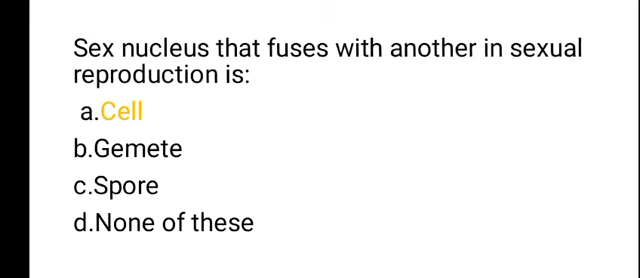 Sex nucleus that fuses with another in sexual
reproduction is:
a.Cell
b.Gemete
c.Spore
d.None of these